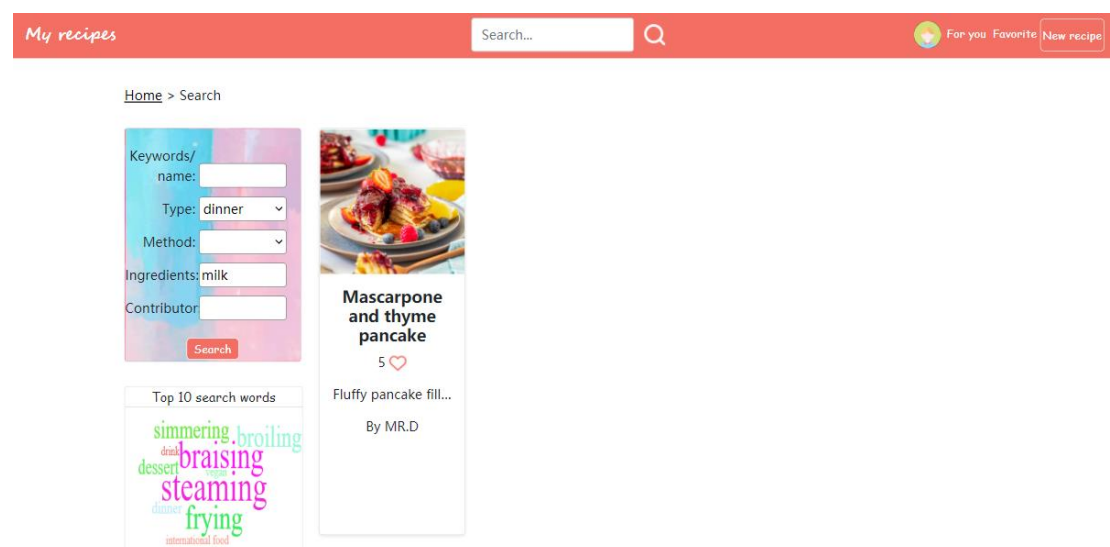 My recipes
Search...
For you Favorite New recipe
Home > Search
Keywords/
name:
Type: dinner
Method:
Ingredients: milk
Contributor
Search
Mascarpone
and thyme
pancake
5
Fluffy pancake fill...
By MR.D
Top 10 search words
simmering
broiling
drink
braising
dessert
vegan
steaming
dinner
frying
international food